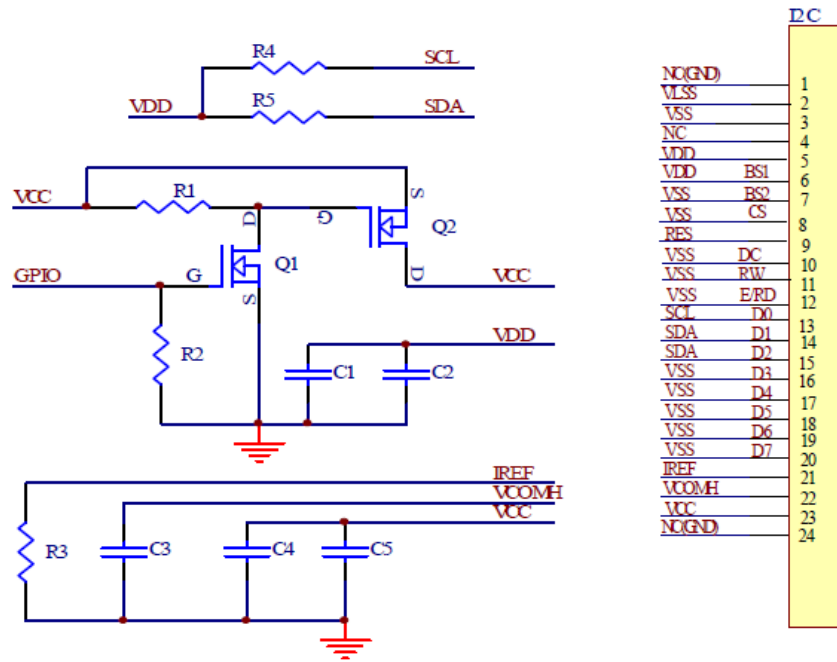 I2C
R4 SCL
VDD R5 SDA
VCC R1 D G S Q2
GPIO G Q1 S D VCC
R2 C1 C2 VDD
IREF
VCOMH
VCC
R3 C3 C4 C5
NC(GND) 1
VLSS 2
VSS 3
NC 4
VDD 5
VDD BS1 6
VSS BS2 7
VSS CS 8
RES 9
VSS DC 10
VSS RW 11
VSS E/RD 12
SCL D0 13
SDA D1 14
SDA D2 15
VSS D3 16
VSS D4 17
VSS D5 18
VSS D6 19
VSS D7 20
IREF 21
VCOMH 22
VCC 23
NC(GND) 24